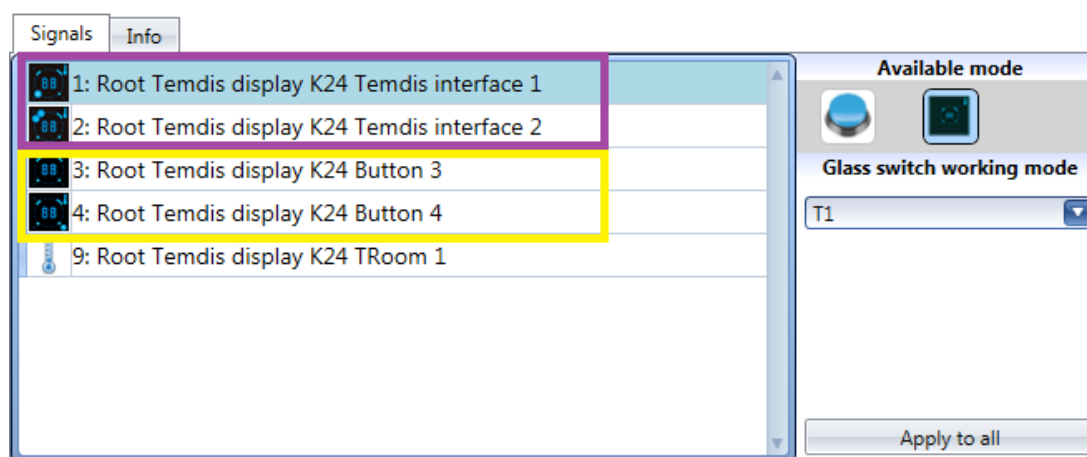 Signals
Info
1: Root Temdis display K24 Temdis interface 1
2: Root Temdis display K24 Temdis interface 2
3: Root Temdis display K24 Button 3
4: Root Temdis display K24 Button 4
9: Root Temdis display K24 TRoom 1
Available mode
Glass switch working mode
T1
Apply to all